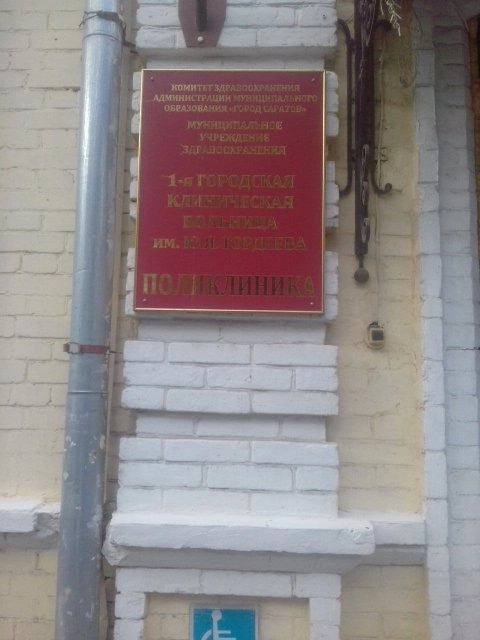 КОМИТЕТ ЗДРАВООХРАНЕНИЯ
АДМИНИСТРАЦИИ МУНИЦИПАЛЬНОГО
ОБРАЗОВАНИЯ «ГОРОД САРАТОВ»
МУНИЦИПАЛЬНОЕ
УЧРЕЖДЕНИЕ
ЗДРАВООХРАНЕНИЯ
1-я ГОРОДСКАЯ
КЛИНИЧЕСКАЯ
БОЛЬНИЦА
им. Ю.Я. ГОРДЕЕВА
ПОЛИКЛИНИКА